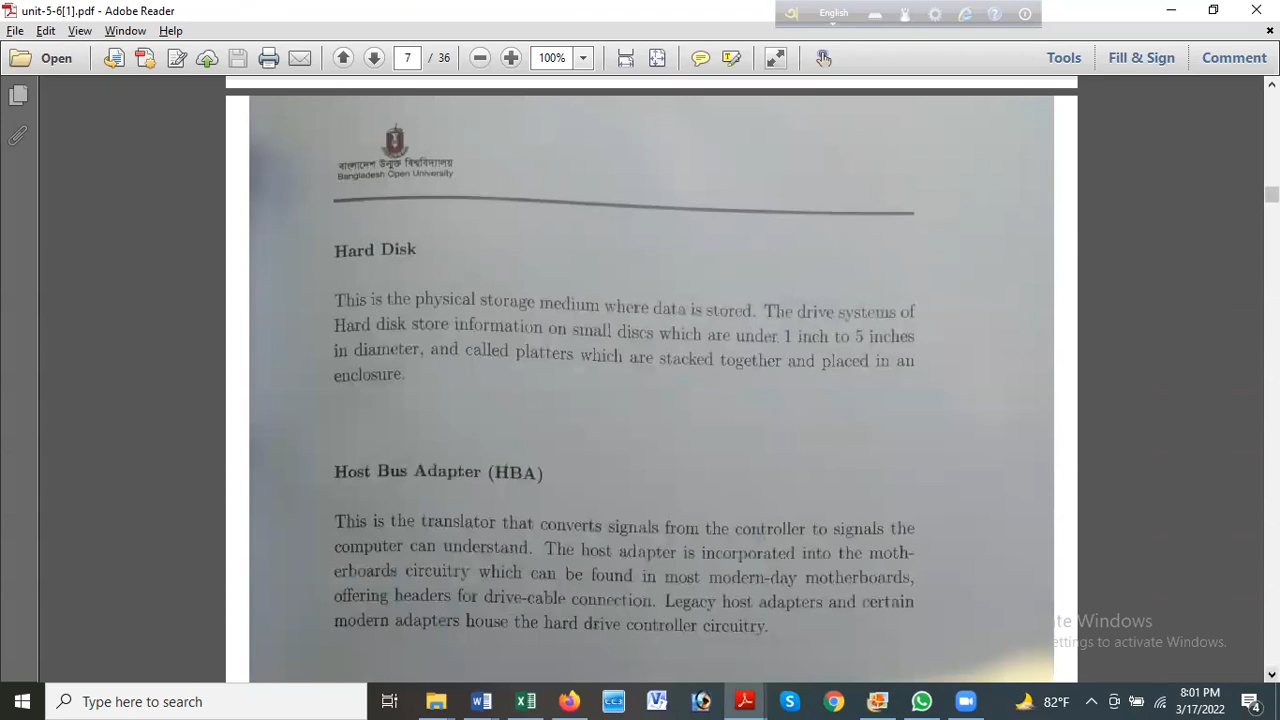 unit-5-6[1].pdf - Adobe Reader
English
File Edit View Window Help
Open
7 / 36
100%
Tools Fill & Sign Comment
বাংলাদেশ উন্মুক্ত বিশ্ববিদ্যালয়
Bangladesh Open University
Hard Disk
This is the physical storage medium where data is stored. The drive systems of
Hard disk store information on small discs which are under 1 inch to 5 inches
in diameter, and called platters which are stacked together and placed in an
enclosure.
Host Bus Adapter (HBA)
This is the translator that converts signals from the controller to signals the
computer can understand. The host adapter is incorporated into the moth-
erboards circuitry which can be found in most modern-day motherboards,
offering headers for drive-cable connection. Legacy host adapters and certain
modern adapters house the hard drive controller circuitry.
ate Windows
ettings to activate Windows.
Type here to search
82°F
8:01 PM
3/17/2022
4